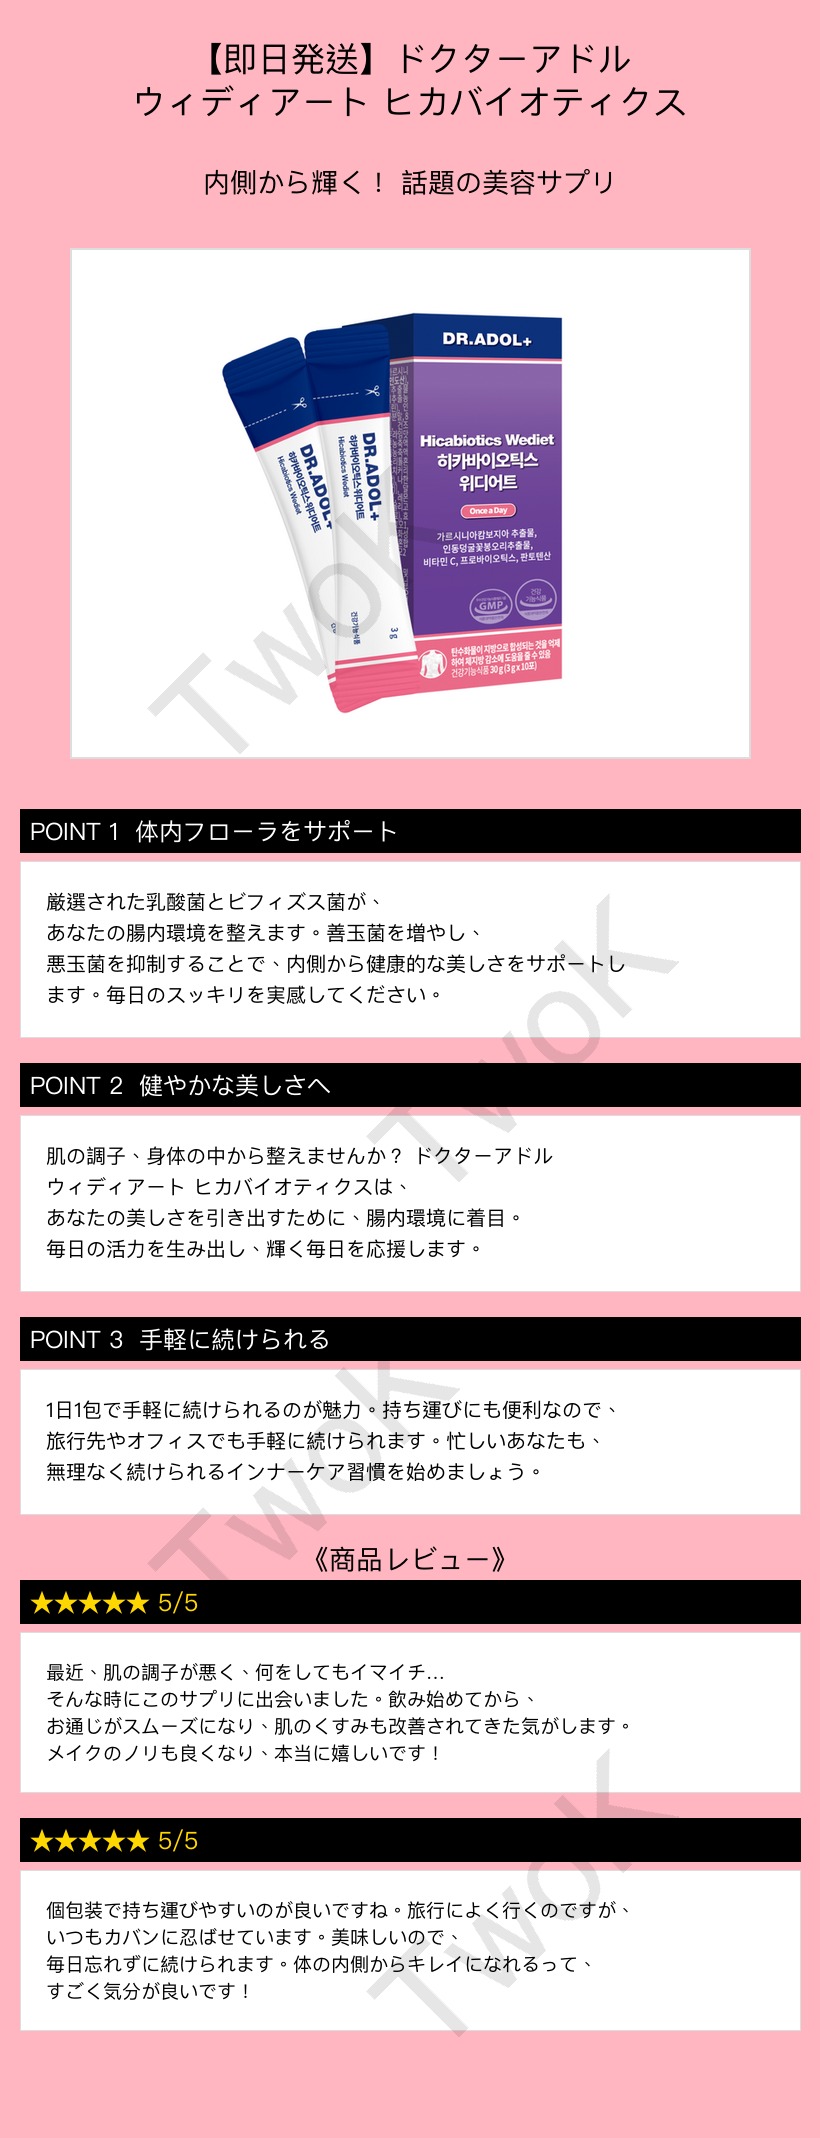 【即日発送】ドクターアドル
ウィディアート ヒカバイオティクス
内側から輝く！ 話題の美容サプリ
DR.ADOL+
Hicabiotics Wediet
히카바이오틱스
위디어트
Once a Day
가르시니아캄보지아 추출물,
인동덩굴꽃봉오리추출물,
비타민 C, 프로바이오틱스, 판토텐산
GMP
건강
기능식품
탄수화물이 지방으로 합성되는 것을 억제
하여 체지방 감소에 도움을 줄 수 있음
건강기능식품 30 g (3 g x 10포)
DR.ADOL+
히카바이오틱스위디어트
Hicabiotics Wediet
DR.ADOL+
히카바이오틱스위디어트
Hicabiotics Wediet
건강기능식품
3 g
TwoK
POINT 1 体内フローラをサポート
厳選された乳酸菌とビフィズス菌が、
あなたの腸内環境を整えます。善玉菌を増やし、
悪玉菌を抑制することで、内側から健康的な美しさをサポートし
ます。毎日のスッキリを実感してください。
TwoK
POINT 2 健やかな美しさへ
肌の調子、身体の中から整えませんか？ ドクターアドル
ウィディアート ヒカバイオティクスは、
あなたの美しさを引き出すために、腸内環境に着目。
毎日の活力を生み出し、輝く毎日を応援します。
POINT 3 手軽に続けられる
1日1包で手軽に続けられるのが魅力。持ち運びにも便利なので、
旅行先やオフィスでも手軽に続けられます。忙しいあなたも、
無理なく続けられるインナーケア習慣を始めましょう。
TwoK
《商品レビュー》
★★★★★ 5/5
最近、肌の調子が悪く、何をしてもイマイチ…
そんな時にこのサプリに出会いました。飲み始めてから、
お通じがスムーズになり、肌のくすみも改善されてきた気がします。
メイクのノリも良くなり、本当に嬉しいです！
★★★★★ 5/5
個包装で持ち運びやすいのが良いですね。旅行によく行くのですが、
いつもカバンに忍ばせています。美味しいので、
毎日忘れずに続けられます。体の内側からキレイになれるって、
すごく気分が良いです！
TwoK